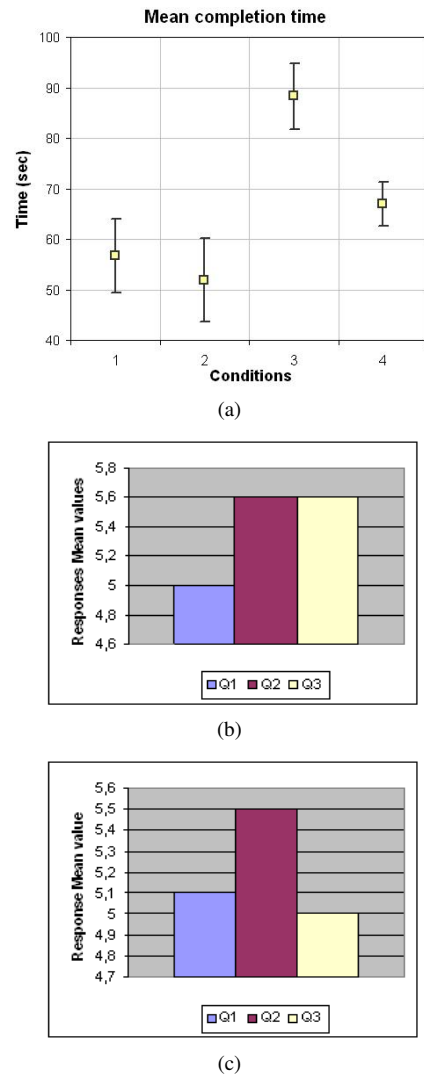 Mean completion time
100
90
80
70
60
50
40
Time (sec)
1 2 3 4
Conditions
(a)
5,8
5,6
5,4
5,2
5
4,8
4,6
Responses Mean values
Q1 Q2 Q3
(b)
5,6
5,5
5,4
5,3
5,2
5,1
5
4,9
4,8
4,7
Response Mean value
Q1 Q2 Q3
(c)